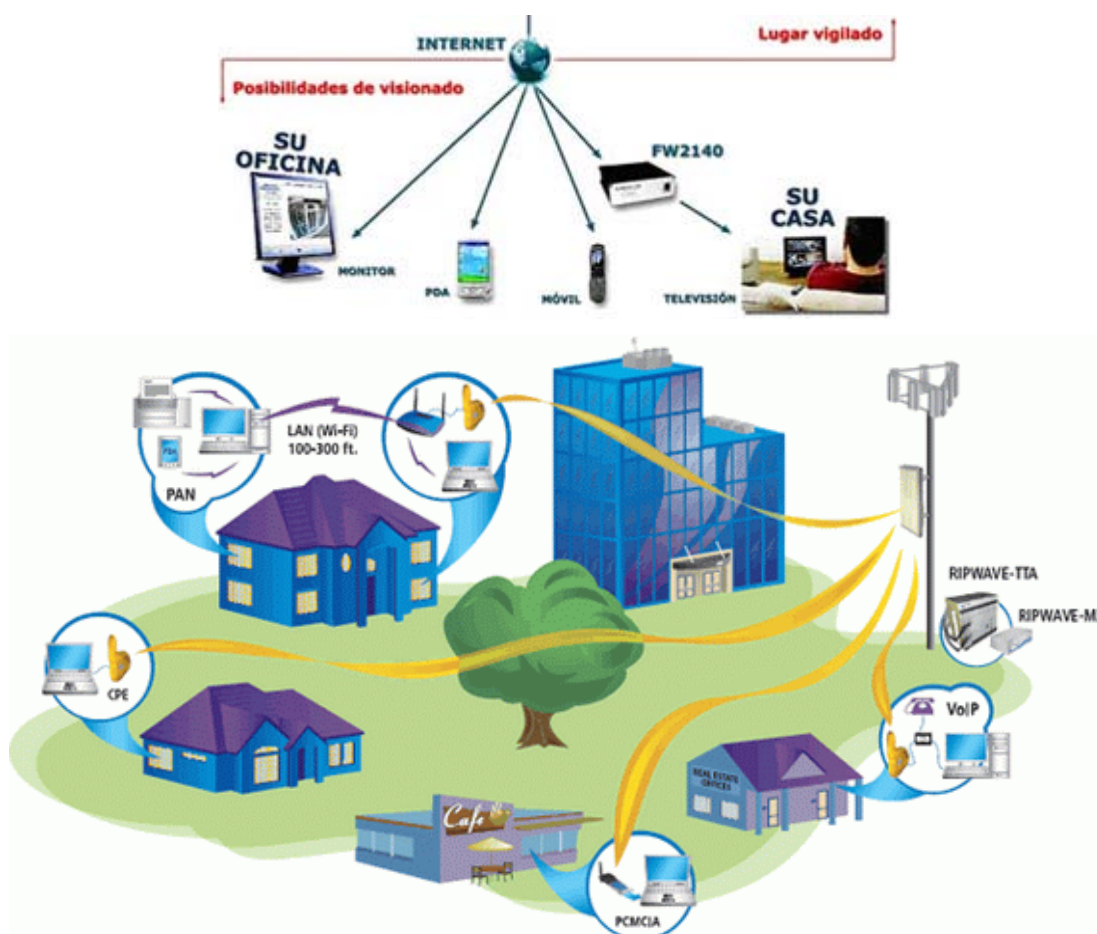 INTERNET
Lugar vigilado
Posibilidades de visionado
SU
OFICINA
FW2140
SU
CASA
MONITOR
PDA
MÓVIL
TELEVISIÓN
LAN (Wi-Fi)
100-300 ft.
PDA
PAN
RIPWAVE-TTA
RIPWAVE-M
CPE
VoIP
REAL ESTATE
OFFICES
Cafe
PCMCIA